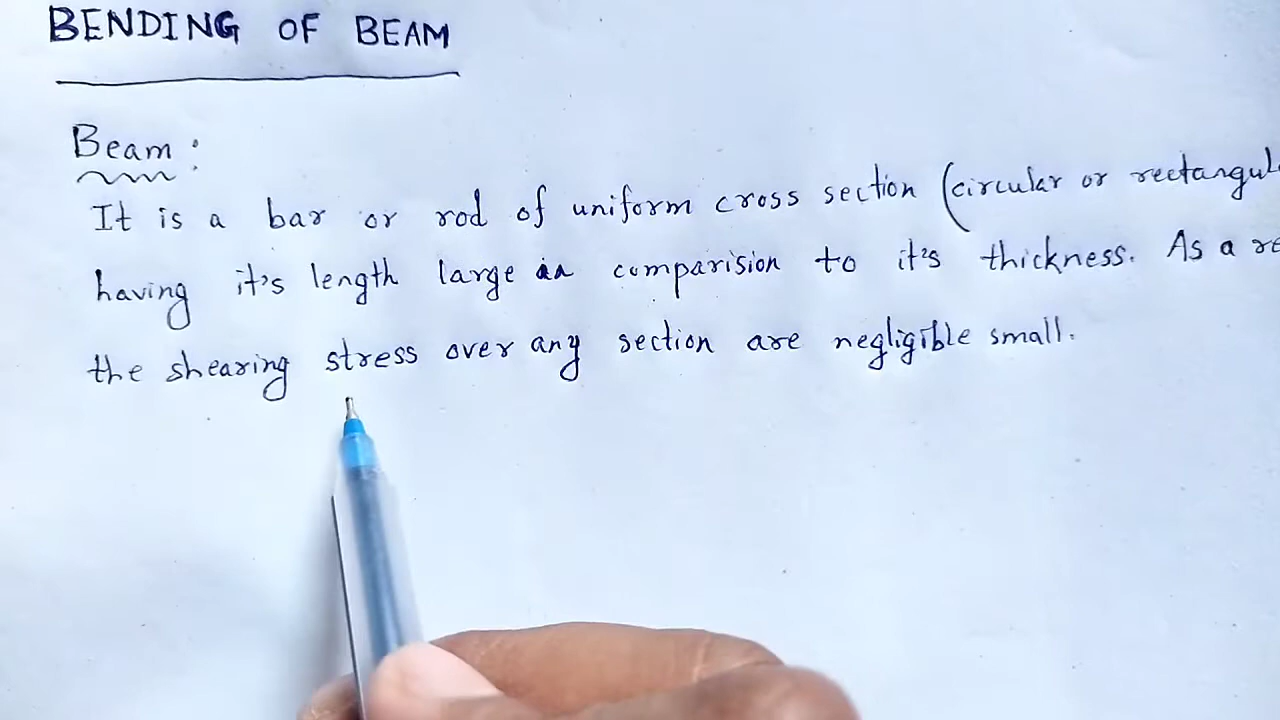 BENDING OF BEAM
Beam:
It is a bar or rod of uniform cross section (circular or rectangul
having it's length large in comparision to it's thickness. As a re
the shearing stress over any section are negligible small.